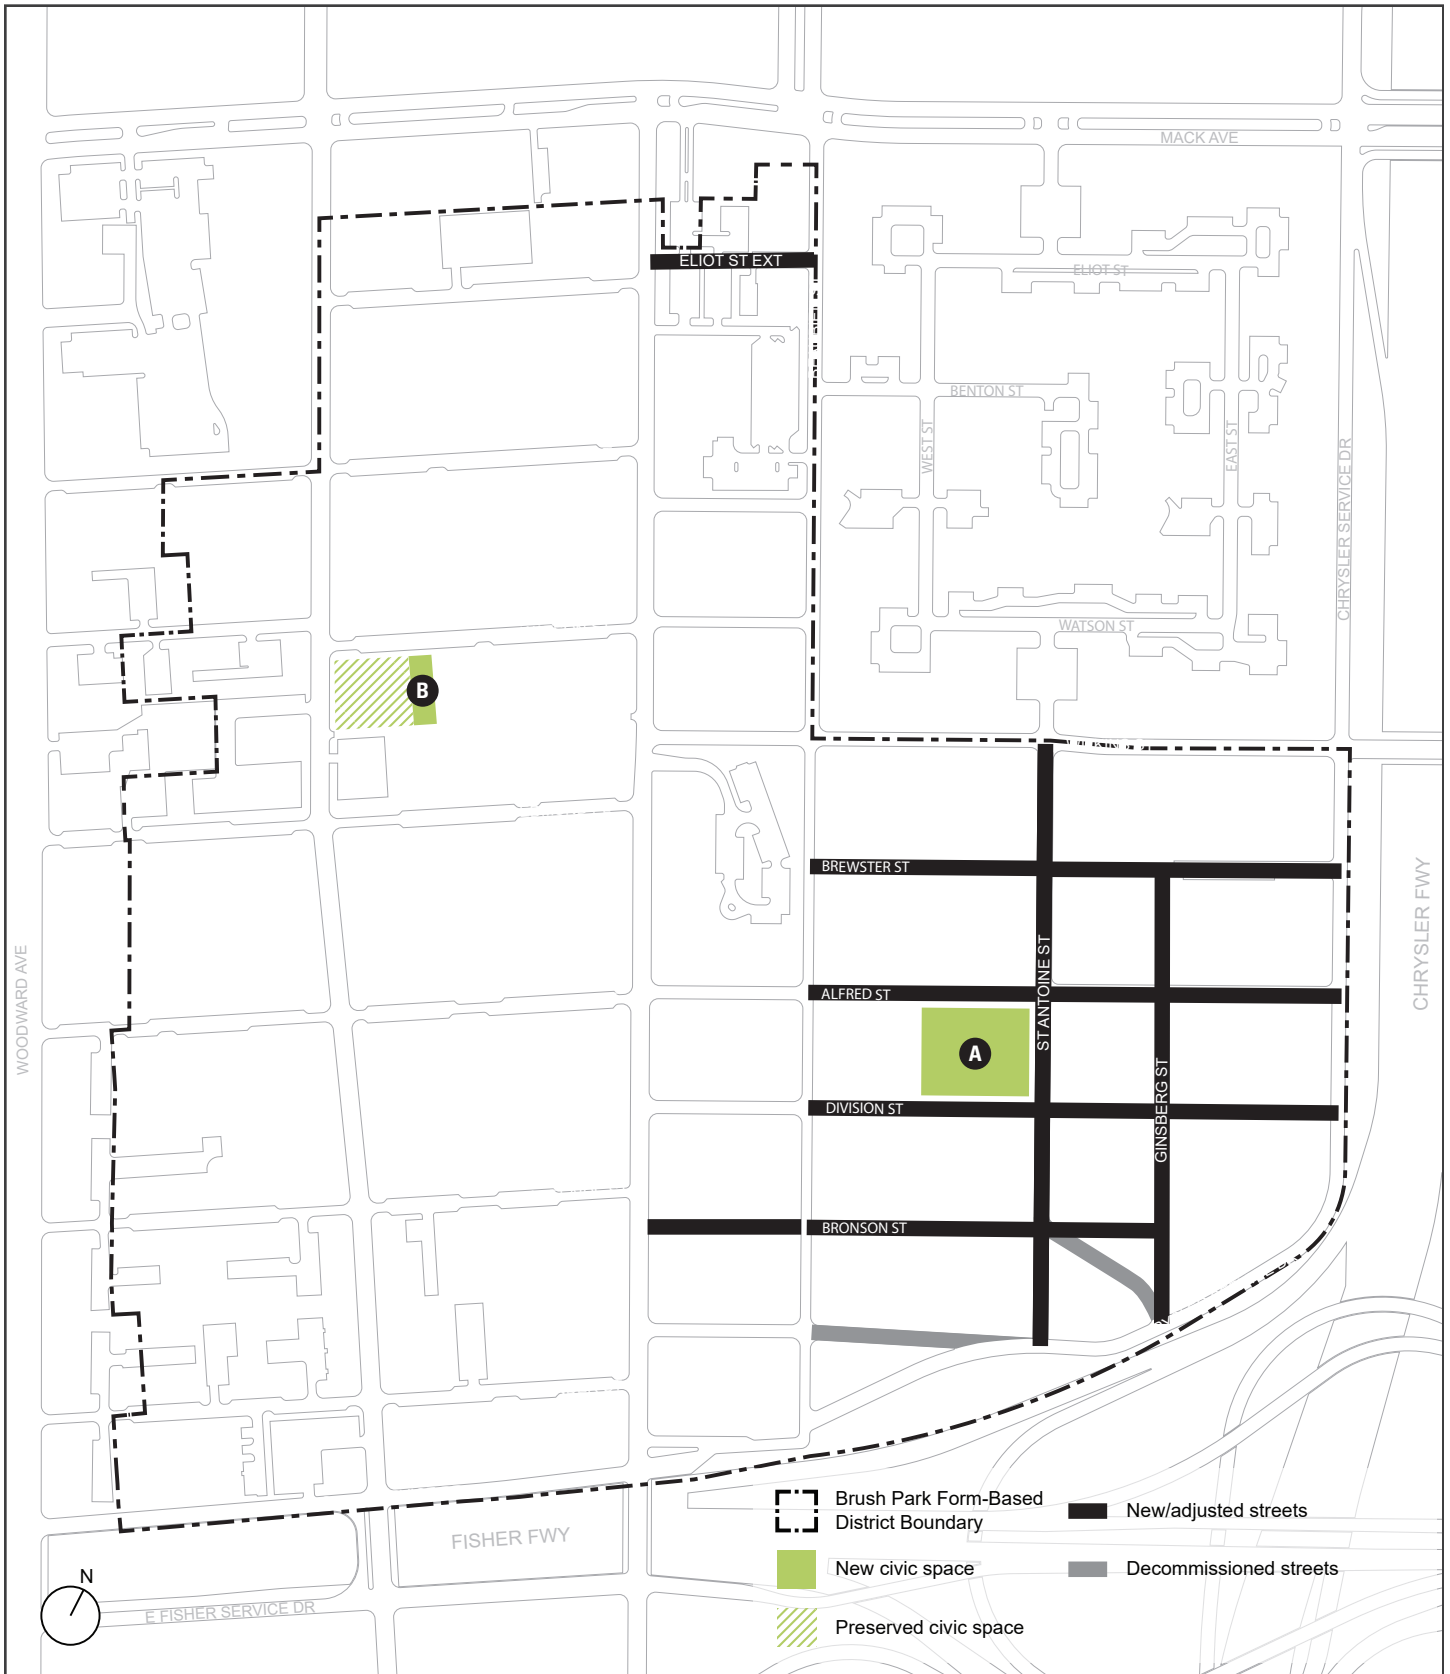 MACK AVE
ELIOT ST EXT
ELIOT ST
BENTON ST
WEST ST
EAST ST
CHRYSLER SERVICE DR
WATSON ST
B
BREWSTER ST
CHRYSLER FWY
WOODWARD AVE
ST ANTOINE ST
ALFRED ST
A
GINSBERG ST
DIVISION ST
BRONSON ST
Brush Park Form-Based
District Boundary
New/adjusted streets
FISHER FWY
New civic space
Decommissioned streets
N
E FISHER SERVICE DR
Preserved civic space